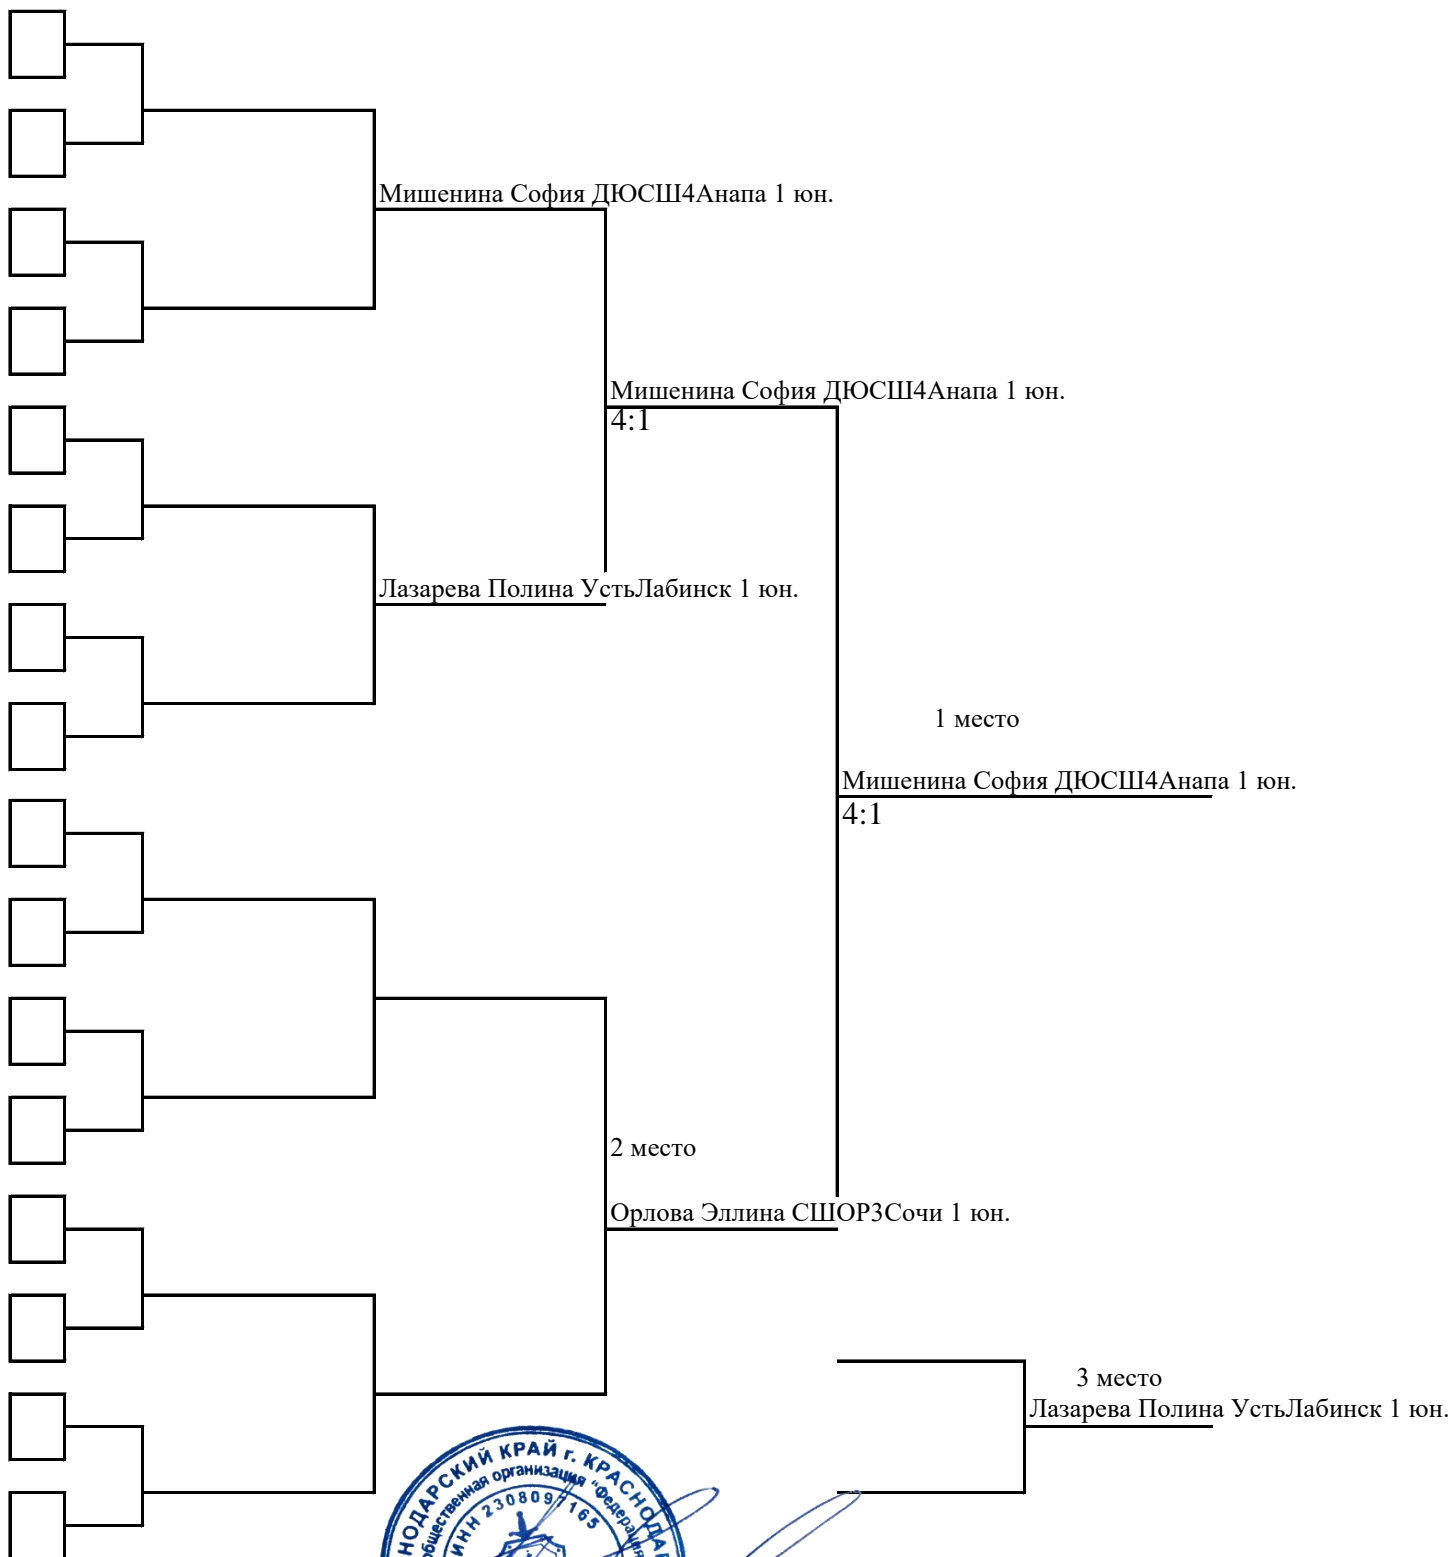 Мишенина София ДЮСШ4Анапа 1 юн.
Мишенина София ДЮСШ4Анапа 1 юн.
4:1
Лазарева Полина УстьЛабинск 1 юн.
1 место
Мишенина София ДЮСШ4Анапа 1 юн.
4:1
2 место
Орлова Эллина СШОР3Сочи 1 юн.
3 место
Лазарева Полина УстьЛабинск 1 юн.
НОДАРСКИЙ КРАЙ г. КРАСНОДАР
общественная организация "Федерация
ИНН 2308097165